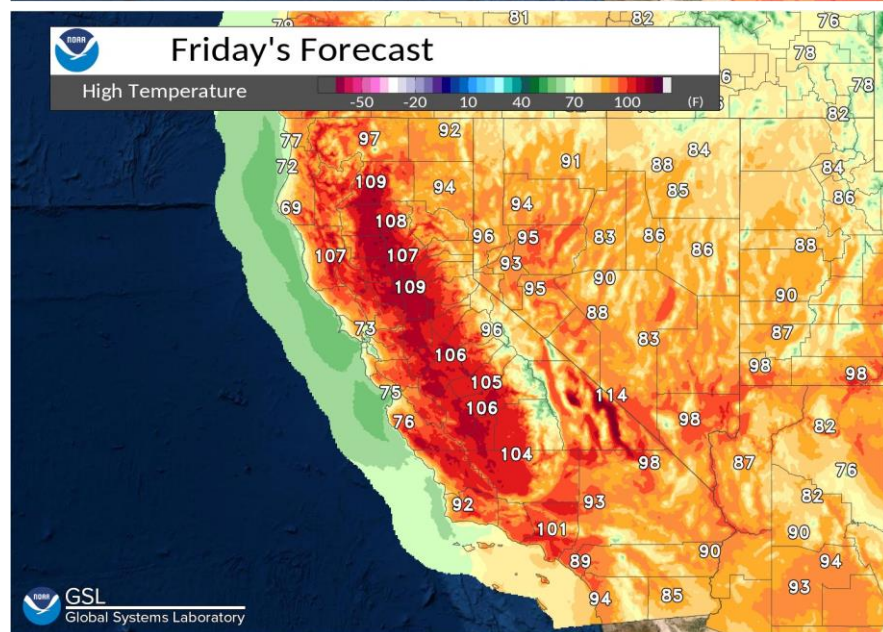 79 81 82 76
NOAA
Friday's Forecast
78
High Temperature
-50 -20 10 40 70 100 (F)
78
82
77 97 92
84
72 91 88 84
109 94 85 86
69 94
108
96 95 83 86 88
107 107 93 86
109 95 90 90
88
73 96 83 87
106 98 98
105
75 106 114
76 98 82
104 98 87 76
92 93 82
101 90
89 90 94
94 85 93
NOAA
GSL
Global Systems Laboratory